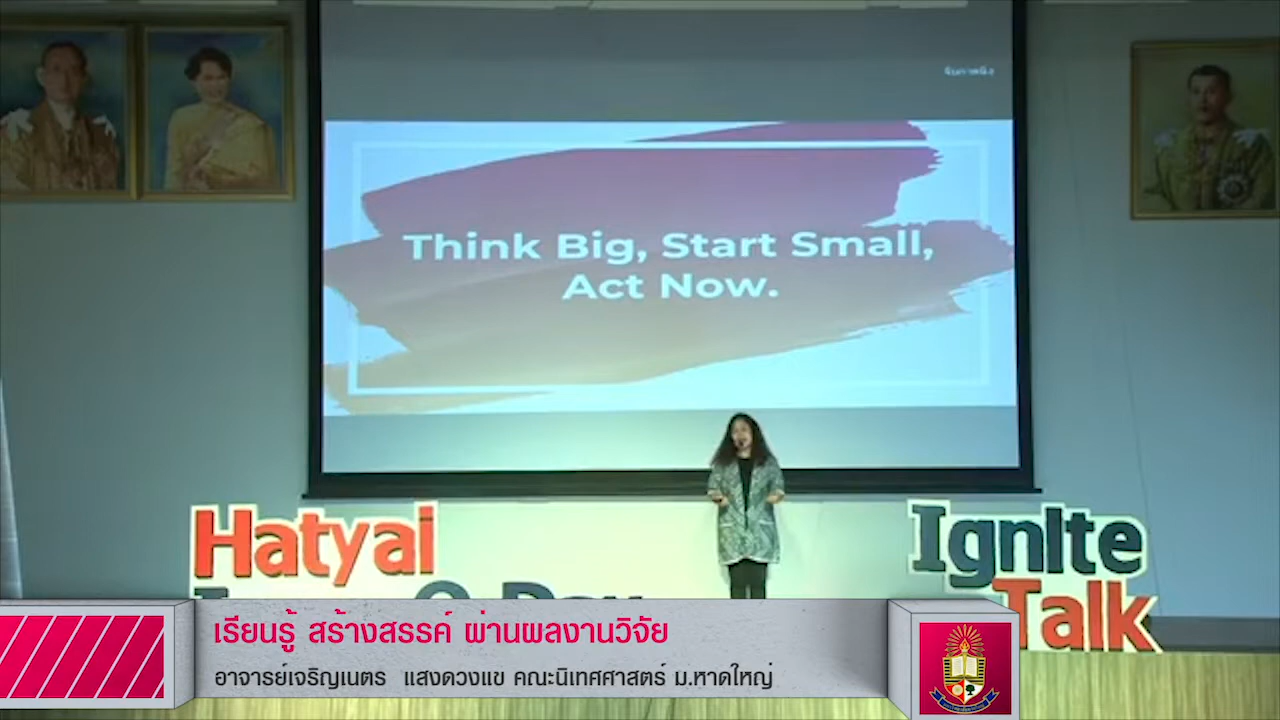 Think Big, Start Small,
Act Now.
Hatyai
Ignite
Talk
เรียนรู้ สร้างสรรค์ ผ่านผลงานวิจัย
อาจารย์เจริญเนตร แสงดวงแข คณะนิเทศศาสตร์ ม.หาดใหญ่